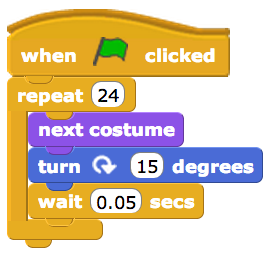 when clicked
repeat 24
next costume
turn 15 degrees
wait 0.05 secs